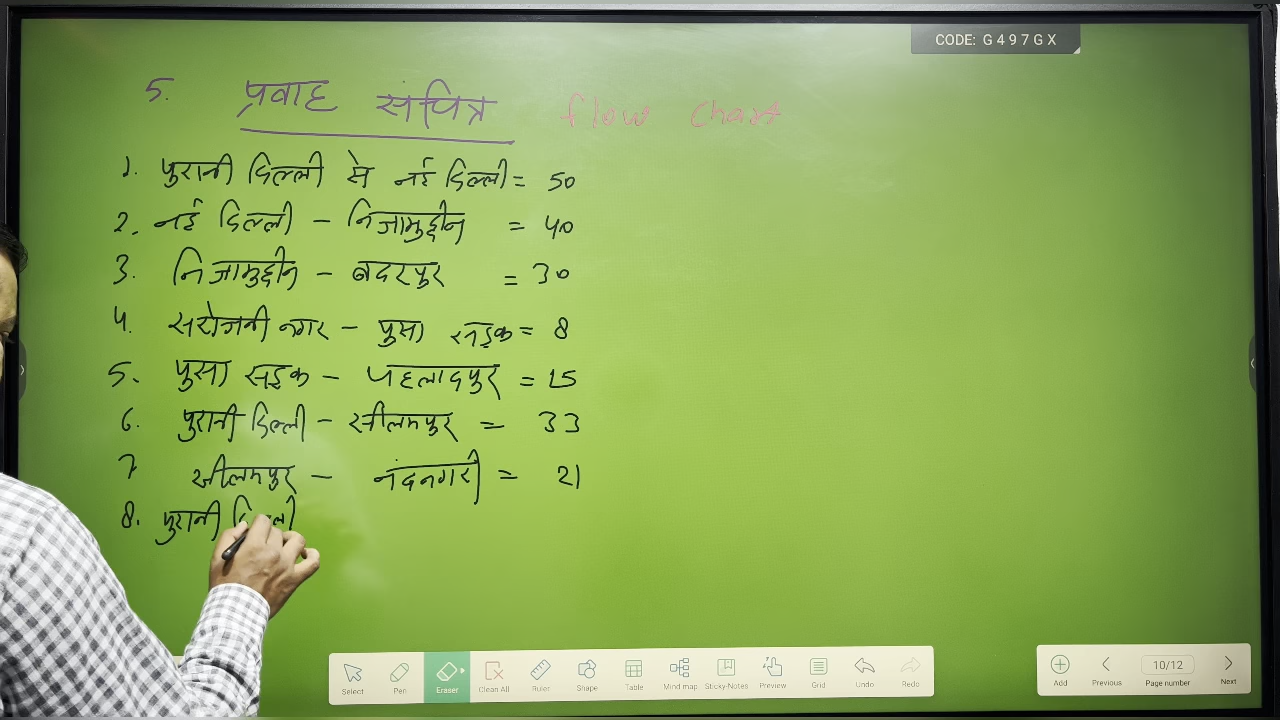 CODE: G497GX
5. प्रवाह संचित्र flow chart
1. पुरानी दिल्ली से नई दिल्ली = 50
2. नई दिल्ली – निजामुद्दीन = 40
3. निजामुद्दीन – बदरपुर = 30
4. सरोजनी नगर – पुसा सड़क = 8
5. पुसा सड़क – पहलादपुर = 15
6. पुरानी दिल्ली – सीलमपुर = 33
7 सीलमपुर – नंदनगरी = 21
8. पुरानी दिल्ली
Select Pen Eraser Clean All Ruler Shape Table Mind map Sticky-Notes Preview Grid Undo Redo
Add Previous 10/12 Page number Next